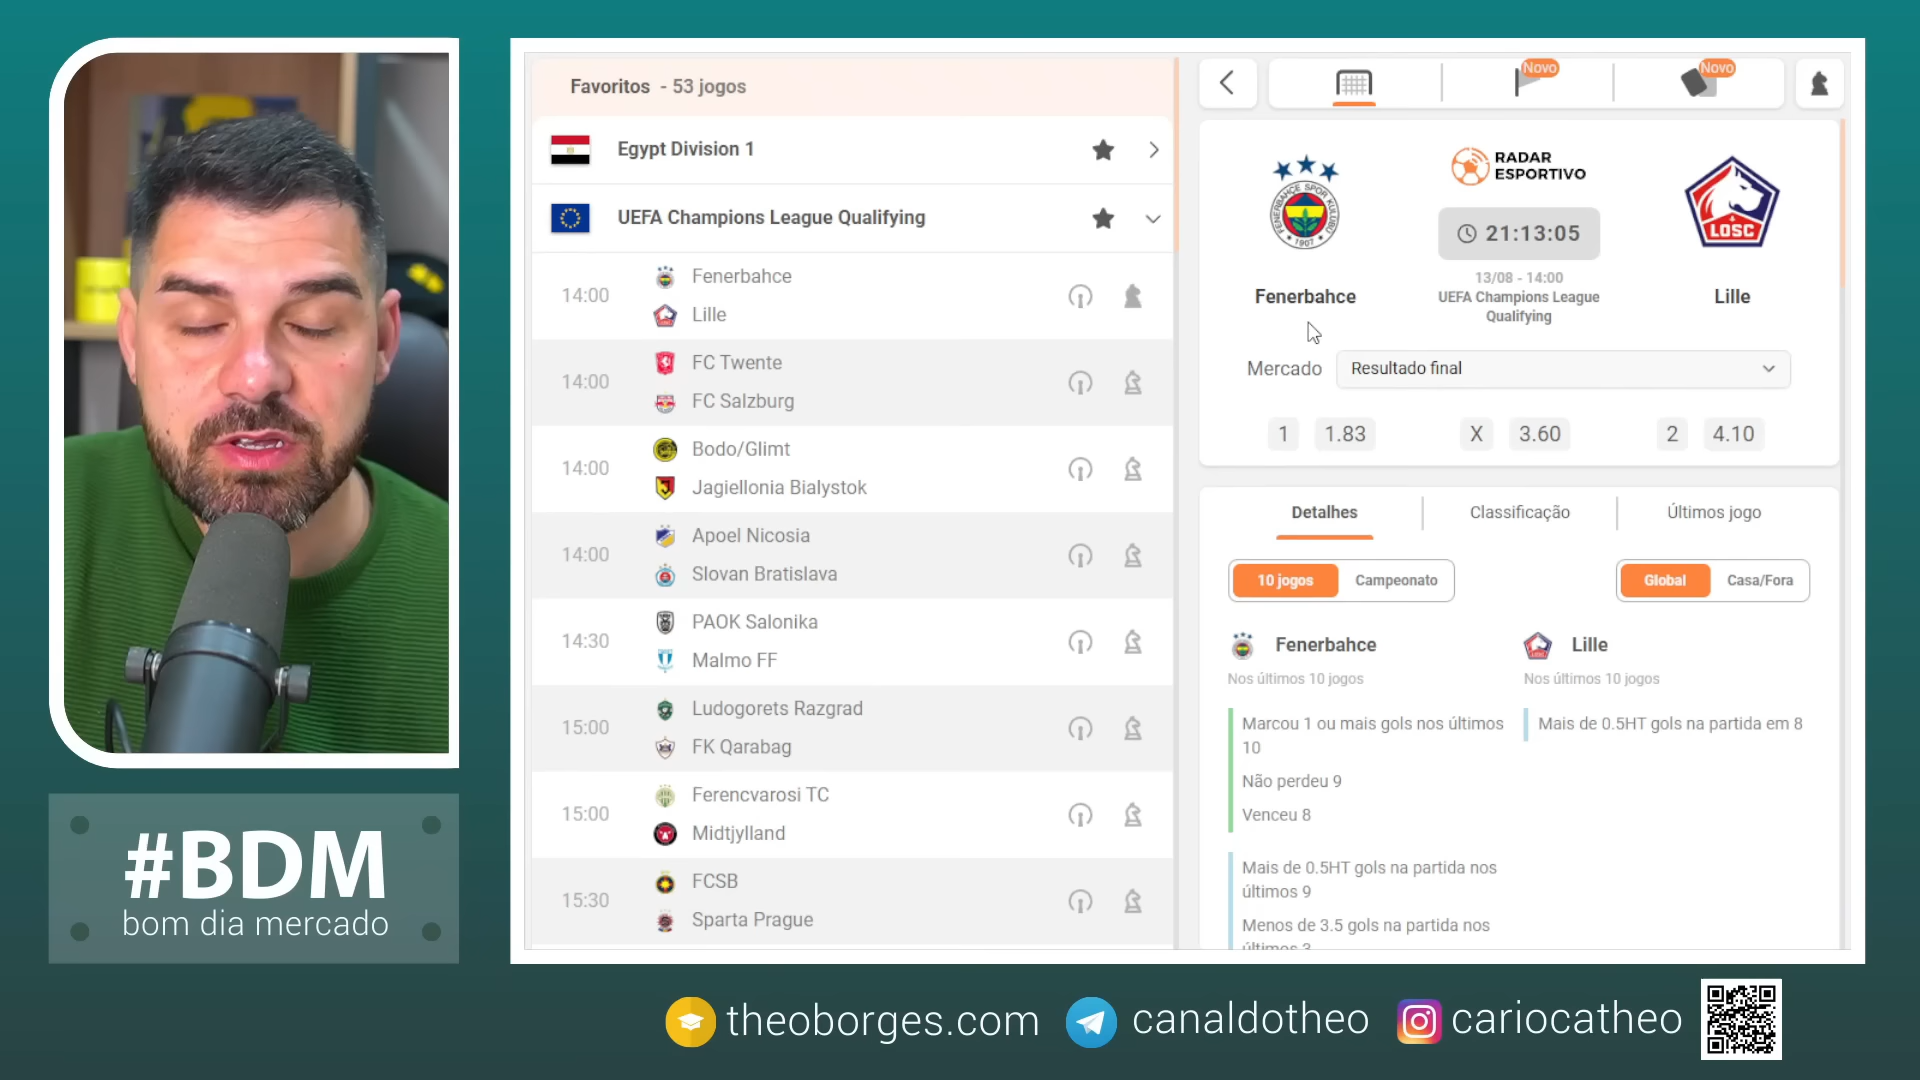 Favoritos - 53 jogos
Egypt Division 1
UEFA Champions League Qualifying
14:00
Fenerbahce
Lille
14:00
FC Twente
FC Salzburg
14:00
Bodo/Glimt
Jagiellonia Bialystok
14:00
Apoel Nicosia
Slovan Bratislava
14:30
PAOK Salonika
Malmo FF
15:00
Ludogorets Razgrad
FK Qarabag
15:00
Ferencvarosi TC
Midtjylland
15:30
FCSB
Sparta Prague
Novo
Novo
RADAR
ESPORTIVO
FENERBAHÇE SPOR KULÜBÜ
1907
LOSC
21:13:05
13/08 - 14:00
UEFA Champions League
Qualifying
Fenerbahce
Lille
Mercado
Resultado final
1 1.83
X 3.60
2 4.10
Detalhes
Classificação
Últimos jogo
10 jogos
Campeonato
Global
Casa/Fora
Fenerbahce
Nos últimos 10 jogos
Marcou 1 ou mais gols nos últimos
10
Não perdeu 9
Venceu 8
Mais de 0.5HT gols na partida nos
últimos 9
Menos de 3.5 gols na partida nos
últimos 3
Lille
Nos últimos 10 jogos
Mais de 0.5HT gols na partida em 8
#BDM
bom dia mercado
theoborges.com
canaldotheo
cariocatheo